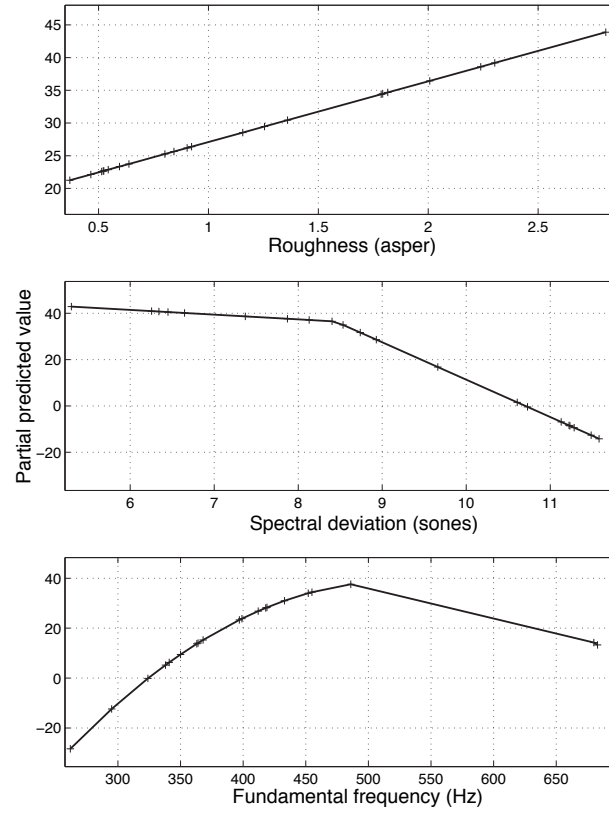 45
40
35
30
25
20
0.5 1 1.5 2 2.5
Roughness (asper)
Partial predicted value
40
20
0
−20
6 7 8 9 10 11
Spectral deviation (sones)
40
20
0
−20
300 350 400 450 500 550 600 650
Fundamental frequency (Hz)